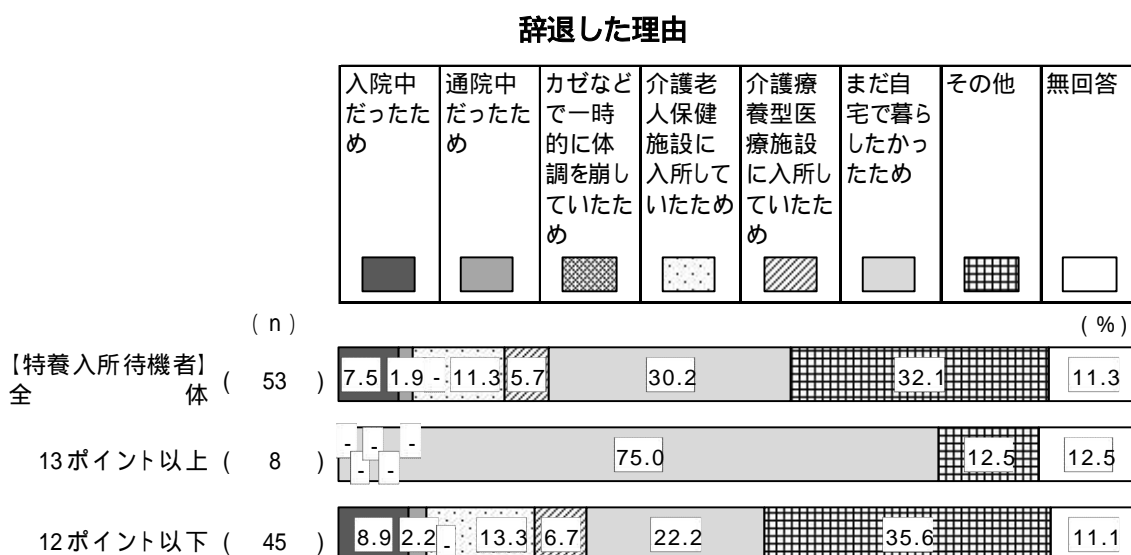 辞退した理由
入院中
だったた
め
通院中
だったた
め
カゼなど
で一時
的に体
調を崩し
ていたた
め
介護老
人保健
施設に
入所して
いたため
介護療
養型医
療施設
に入所し
ていたた
め
まだ自
宅で暮ら
したかっ
たため
その他
無回答
(n) (%)
【特養入所待機者】
全体 ( 53 ) 7.5 1.9 - 11.3 5.7 30.2 32.1 11.3
13ポイント以上 ( 8 ) - - - - - 75.0 12.5 12.5
12ポイント以下 ( 45 ) 8.9 2.2 - 13.3 6.7 22.2 35.6 11.1